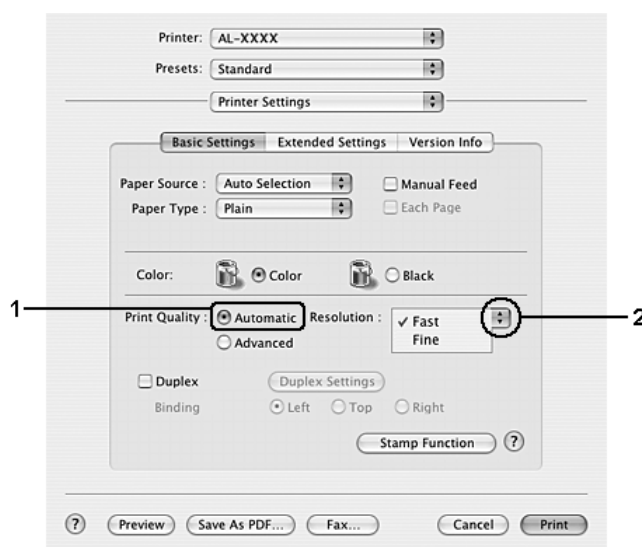 Printer: AL-XXXX
Presets: Standard
Printer Settings
Basic Settings Extended Settings Version Info
Paper Source : Auto Selection Manual Feed
Paper Type : Plain Each Page
Color: Color Black
1 Print Quality : Automatic Resolution : ✓ Fast 2
Advanced Fine
Duplex Duplex Settings
Binding Left Top Right
Stamp Function ?
? Preview Save As PDF... Fax... Cancel Print